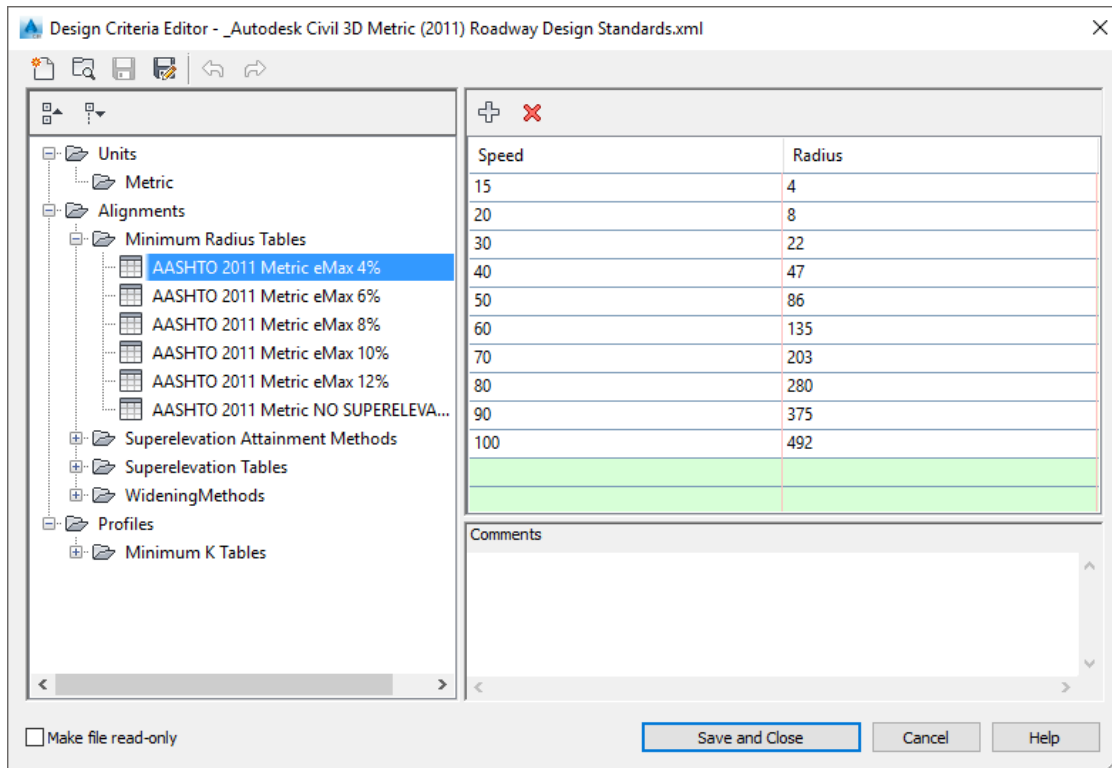 Design Criteria Editor - _Autodesk Civil 3D Metric (2011) Roadway Design Standards.xml
Units
Metric
Alignments
Minimum Radius Tables
AASHTO 2011 Metric eMax 4%
AASHTO 2011 Metric eMax 6%
AASHTO 2011 Metric eMax 8%
AASHTO 2011 Metric eMax 10%
AASHTO 2011 Metric eMax 12%
AASHTO 2011 Metric NO SUPERELEVA...
Superelevation Attainment Methods
Superelevation Tables
WideningMethods
Profiles
Minimum K Tables
Speed Radius
15 4
20 8
30 22
40 47
50 86
60 135
70 203
80 280
90 375
100 492
Comments
Make file read-only
Save and Close
Cancel
Help